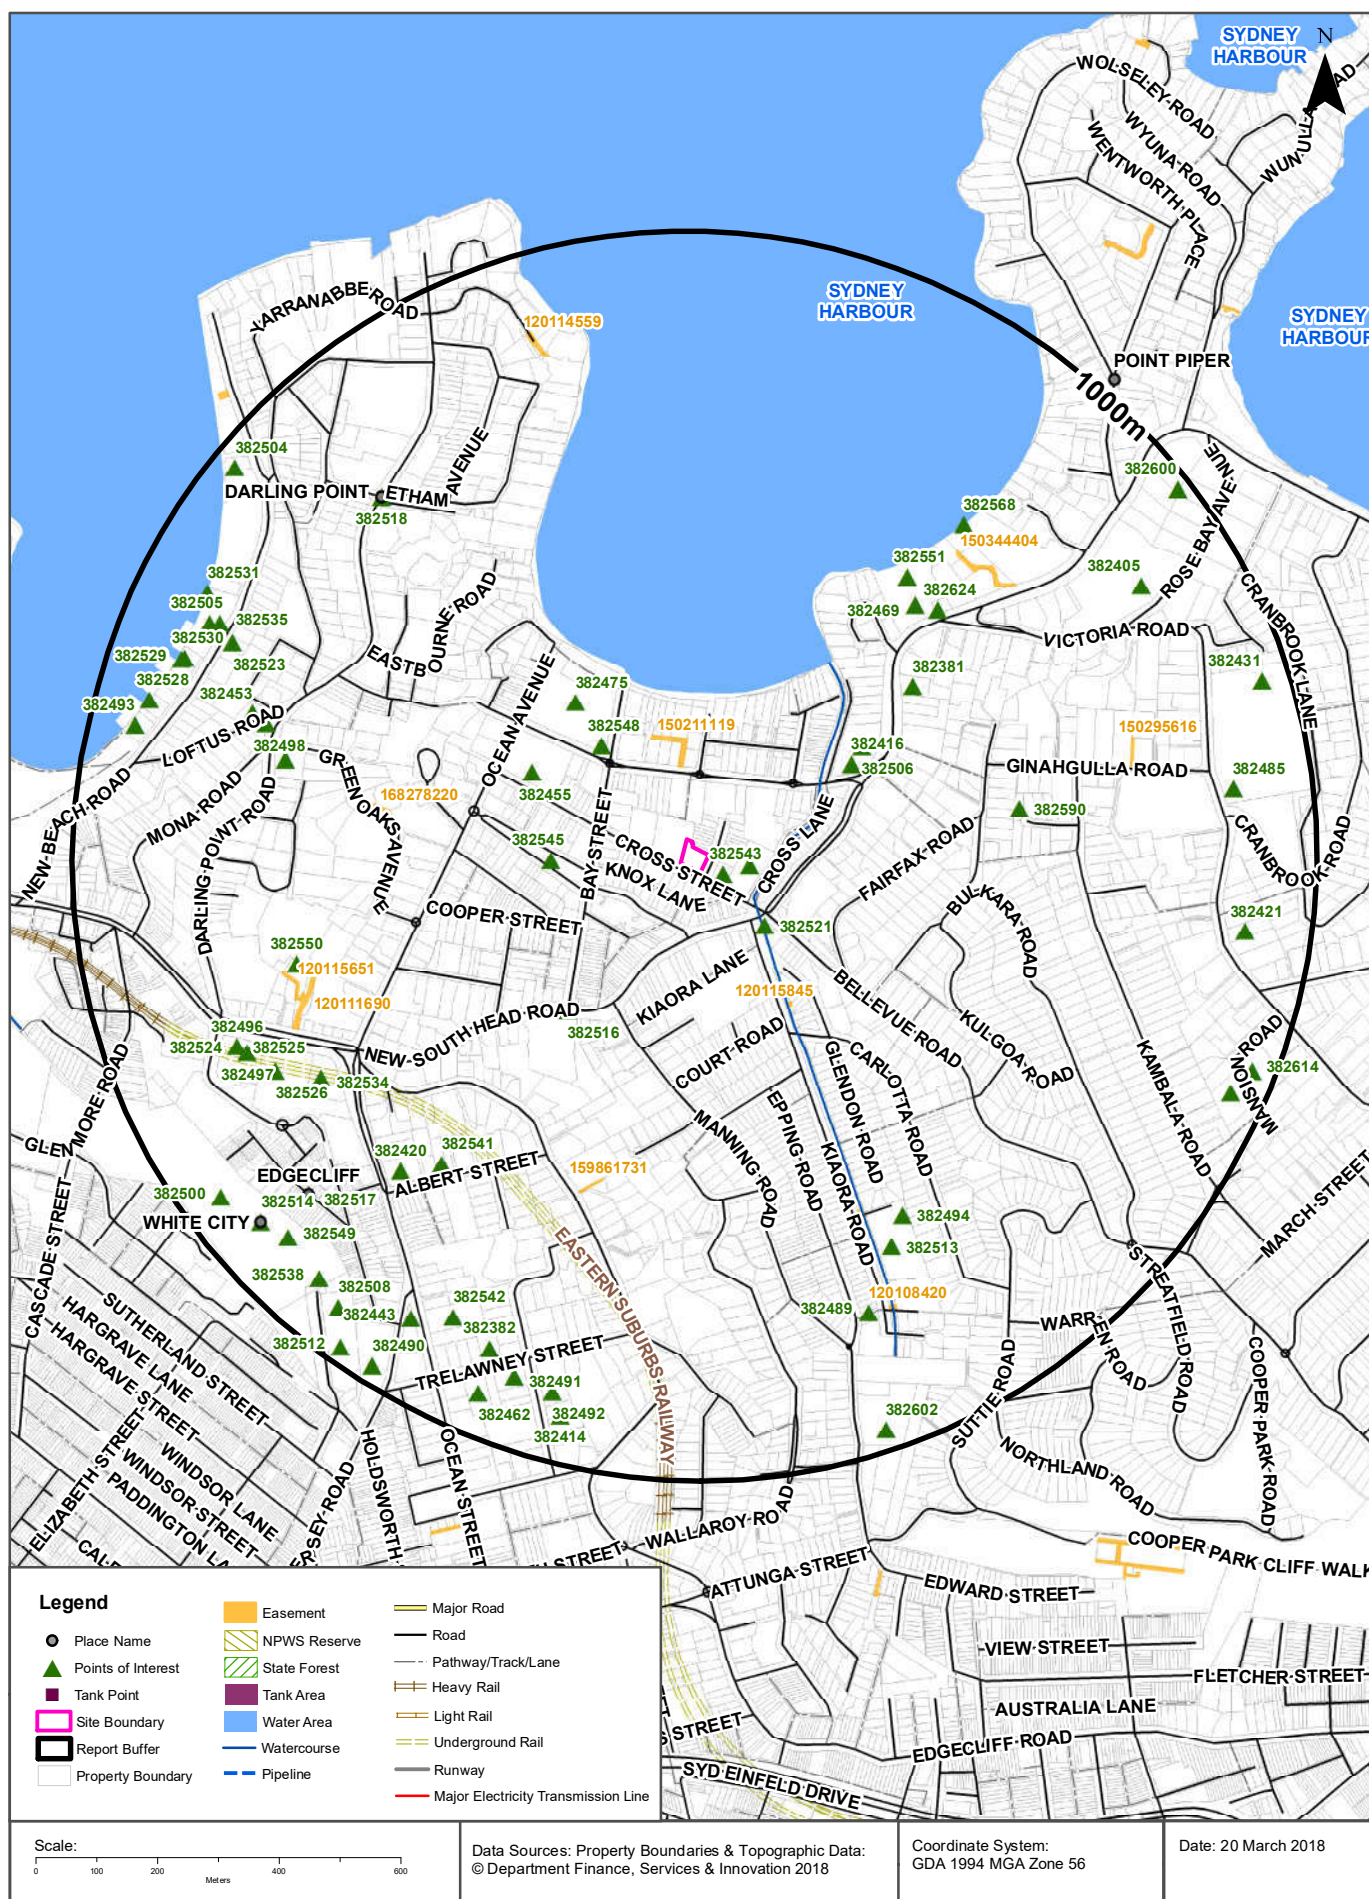 SYDNEY
HARBOUR
N
WOLSELEY ROAD
WYUNA ROAD
WENTWORTH PLACE
SYDNEY
HARBOUR
SYDNEY
HARBOUR
YARRANABBE ROAD
120114559
POINT PIPER
1000m
382504
DARLING POINT
ETHAM AVENUE
382518
382600
382568
150344404
382551
382624
382405
ROSE BAY AVENUE
382469
382531
382505
382535
382530
382529
382523
382528
382453
382493
EASTBOURNE ROAD
VICTORIA ROAD
CRANBROOK LANE
382381
382431
OCEAN AVENUE
382475
382548
150211119
150295616
LOFTUS ROAD
382498
382416
382506
GINAHGULLA ROAD
382485
NEW BEACH ROAD
MONA ROAD
DARLING POINT ROAD
GREENOAKS AVENUE
168278220
382455
382590
382545
BAY STREET
CROSS STREET
KNOX LANE
382543
CROSS LANE
FAIRFAX ROAD
CRANBROOK ROAD
BULKARA ROAD
COOPER STREET
382521
382421
382550
120115651
120111690
KIAORA LANE
120115845
BELLEVUE ROAD
KULGOA ROAD
382496
382524
382525
382497
382526
382534
NEW SOUTH HEAD ROAD
382516
COURT ROAD
GLENDON ROAD
CARLOTTA ROAD
KAMBALA ROAD
MANSION ROAD
382614
GLENMORE ROAD
MANNING ROAD
EPPING ROAD
KIAORA ROAD
382420
382541
ALBERT STREET
159861731
EDGECLIFF
382500
382514
382517
WHITE CITY
382549
382494
382513
MARCH STREET
CASCADE STREET
EASTERN SUBURBS RAILWAY
382538
382508
382443
382542
382382
382489
120108420
STREATFIELD ROAD
WARREN ROAD
SUTHERLAND STREET
HARGRAVE LANE
HARGRAVE STREET
382512
382490
TRELAWNEY STREET
382491
382462
382492
382414
382602
SUTTIE ROAD
COOPER PARK ROAD
NORTHLAND ROAD
ELIZABETH STREET
WINDSOR LANE
WINDSOR STREET
PADDINGTON LA
HOLDSWORTH
OCEAN STREET
WALLAROY ROAD
ATTUNGA STREET
COOPER PARK CLIFF WALK
EDWARD STREET
VIEW STREET
FLETCHER STREET
AUSTRALIA LANE
EDGECLIFF ROAD
SYD EINFELD DRIVE
Legend
Place Name
Points of Interest
Tank Point
Site Boundary
Report Buffer
Property Boundary
Easement
NPWS Reserve
State Forest
Tank Area
Water Area
Watercourse
Pipeline
Major Road
Road
Pathway/Track/Lane
Heavy Rail
Light Rail
Underground Rail
Runway
Major Electricity Transmission Line
Scale:
0 100 200 400 600
Meters
Data Sources: Property Boundaries & Topographic Data:
© Department Finance, Services & Innovation 2018
Coordinate System:
GDA 1994 MGA Zone 56
Date: 20 March 2018